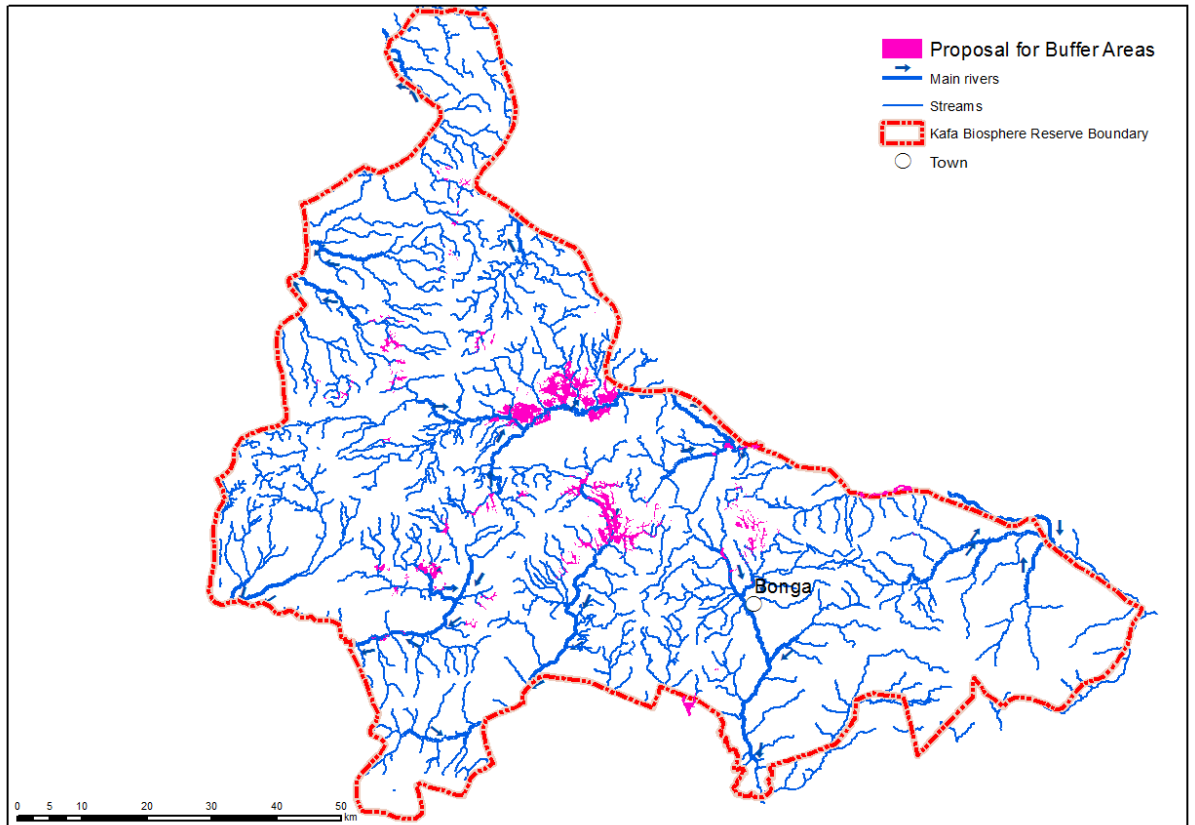 Proposal for Buffer Areas
Main rivers
Streams
Kafa Biosphere Reserve Boundary
Town
Bonga
0 5 10 20 30 40 50
km